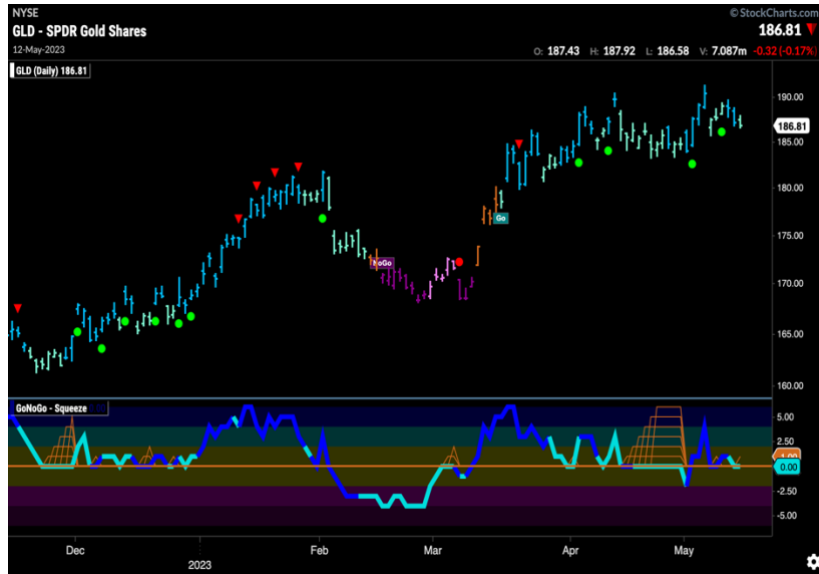 NYSE
© StockCharts.com
GLD - SPDR Gold Shares
186.81
12-May-2023
O: 187.43 H: 187.92 L: 186.58 V: 7.087m -0.32 (-0.17%)
GLD (Daily) 186.81
190.00
186.81
185.00
180.00
Go
175.00
NoGo
170.00
165.00
160.00
GoNoGo - Squeeze
5.00
2.50
1.00
0.00
-2.50
-5.00
Dec Feb Mar Apr May
2023